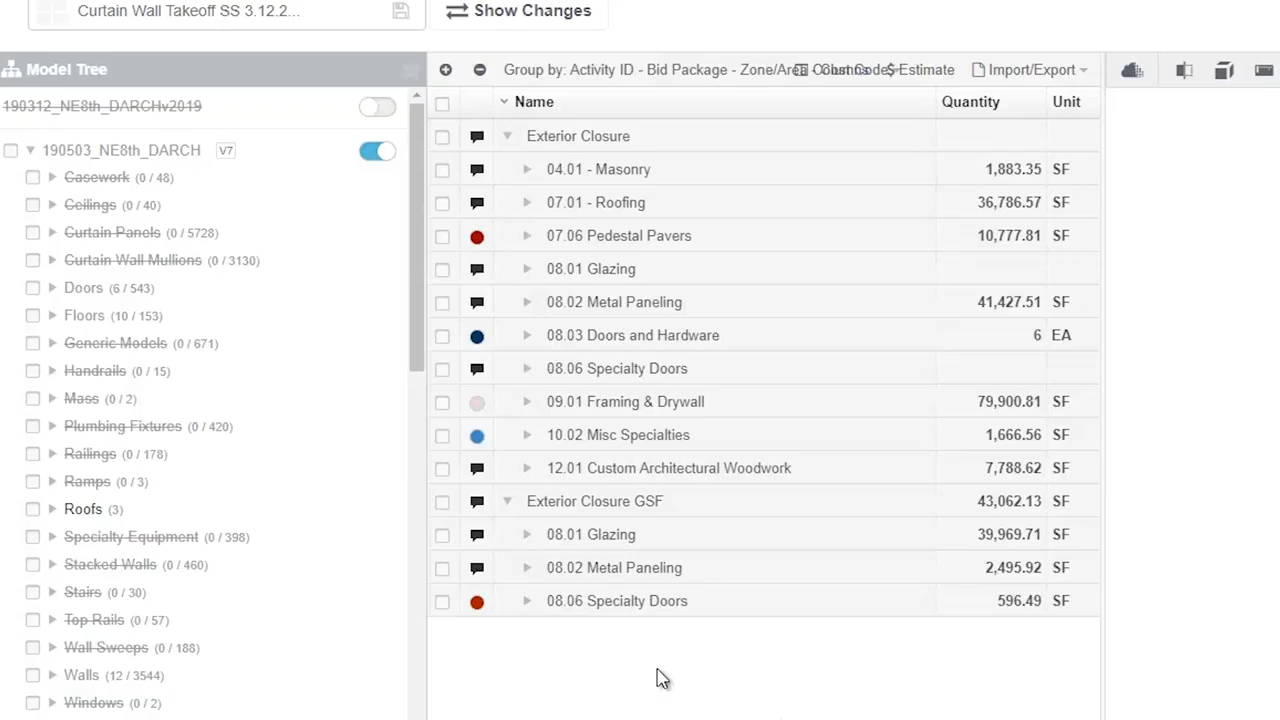 Curtain Wall Takeoff SS 3.12.2...
Show Changes
Model Tree
190312_NE8th_DARCHv2019
190503_NE8th_DARCH V7
Casework (0 / 48)
Ceilings (0 / 40)
Curtain Panels (0 / 5728)
Curtain Wall Mullions (0 / 3130)
Doors (6 / 543)
Floors (10 / 153)
Generic Models (0 / 671)
Handrails (0 / 15)
Mass (0 / 2)
Plumbing Fixtures (0 / 420)
Railings (0 / 178)
Ramps (0 / 3)
Roofs (3)
Specialty Equipment (0 / 398)
Stacked Walls (0 / 460)
Stairs (0 / 30)
Top Rails (0 / 57)
Wall Sweeps (0 / 188)
Walls (12 / 3544)
Windows (0 / 2)
Group by: Activity ID - Bid Package - Zone/Area - Cost Code
Columns
$ Estimate
Import/Export
Name Quantity Unit
Exterior Closure
04.01 - Masonry 1,883.35 SF
07.01 - Roofing 36,786.57 SF
07.06 Pedestal Pavers 10,777.81 SF
08.01 Glazing
08.02 Metal Paneling 41,427.51 SF
08.03 Doors and Hardware 6 EA
08.06 Specialty Doors
09.01 Framing & Drywall 79,900.81 SF
10.02 Misc Specialties 1,666.56 SF
12.01 Custom Architectural Woodwork 7,788.62 SF
Exterior Closure GSF 43,062.13 SF
08.01 Glazing 39,969.71 SF
08.02 Metal Paneling 2,495.92 SF
08.06 Specialty Doors 596.49 SF